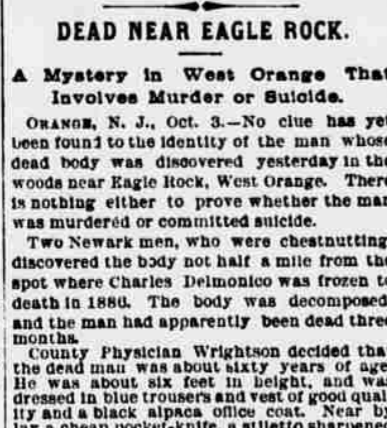 DEAD NEAR EAGLE ROCK.
A Mystery in West Orange That
Involves Murder or Suicide.
ORANGE, N. J., Oct. 3.—No clue has yet
been found to the identity of the man whose
dead body was discovered yesterday in the
woods near Eagle Rock, West Orange. There
is nothing either to prove whether the man
was murdered or committed suicide.
Two Newark men, who were chestnutting,
discovered the body not half a mile from the
spot where Charles Delmonico was frozen to
death in 1886. The body was decomposed
and the man had apparently been dead three
months.
County Physician Wrightson decided that
the dead man was about sixty years of age.
He was about six feet in height, and was
dressed in blue trousers and vest of good qual
ity and a black alpaca office coat. Near by
lay a cheap pocket-knife, a stiletto sharpened